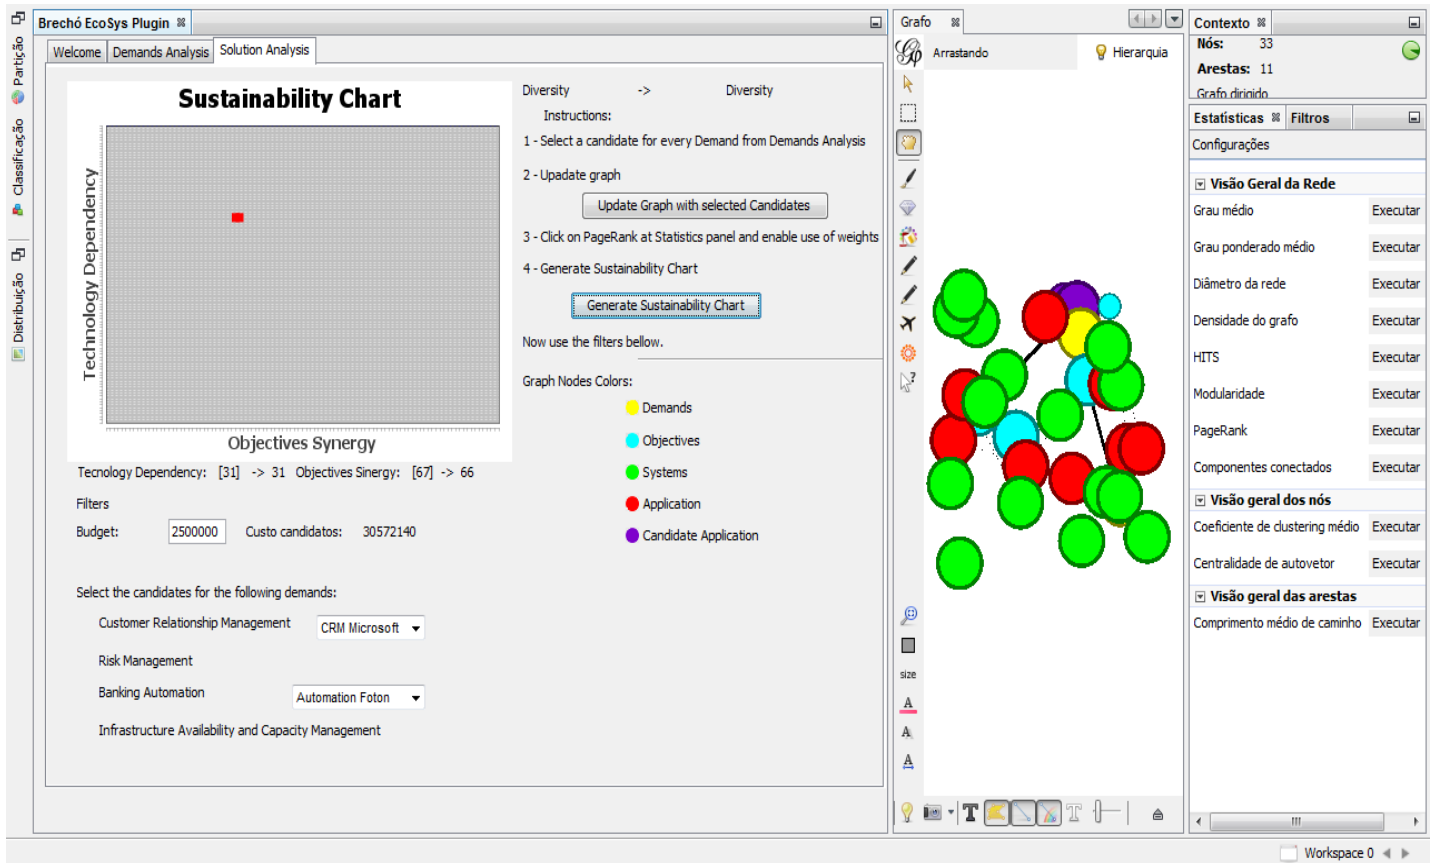 Partição
Classificação
Distribuição
Brechó EcoSys Plugin
Welcome
Demands Analysis
Solution Analysis
Sustainability Chart
Technology Dependency
Objectives Synergy
Tecnology Dependency: [31] -> 31 Objectives Sinergy: [67] -> 66
Filters
Budget: 2500000 Custo candidatos: 30572140
Select the candidates for the following demands:
Customer Relationship Management CRM Microsoft
Risk Management
Banking Automation Automation Foton
Infrastructure Availability and Capacity Management
Diversity -> Diversity
Instructions:
1 - Select a candidate for every Demand from Demands Analysis
2 - Upadate graph
Update Graph with selected Candidates
3 - Click on PageRank at Statistics panel and enable use of weights
4 - Generate Sustainability Chart
Generate Sustainability Chart
Now use the filters bellow.
Graph Nodes Colors:
Demands
Objectives
Systems
Application
Candidate Application
Grafo
Arrastando
Hierarquia
size
A
A
A
T
T
Contexto
Nós: 33
Arestas: 11
Grafo dirigido
Estatísticas
Filtros
Configurações
Visão Geral da Rede
Grau médio Executar
Grau ponderado médio Executar
Diâmetro da rede Executar
Densidade do grafo Executar
HITS Executar
Modularidade Executar
PageRank Executar
Componentes conectados Executar
Visão geral dos nós
Coeficiente de clustering médio Executar
Centralidade de autovetor Executar
Visão geral das arestas
Comprimento médio de caminho Executar
Workspace 0